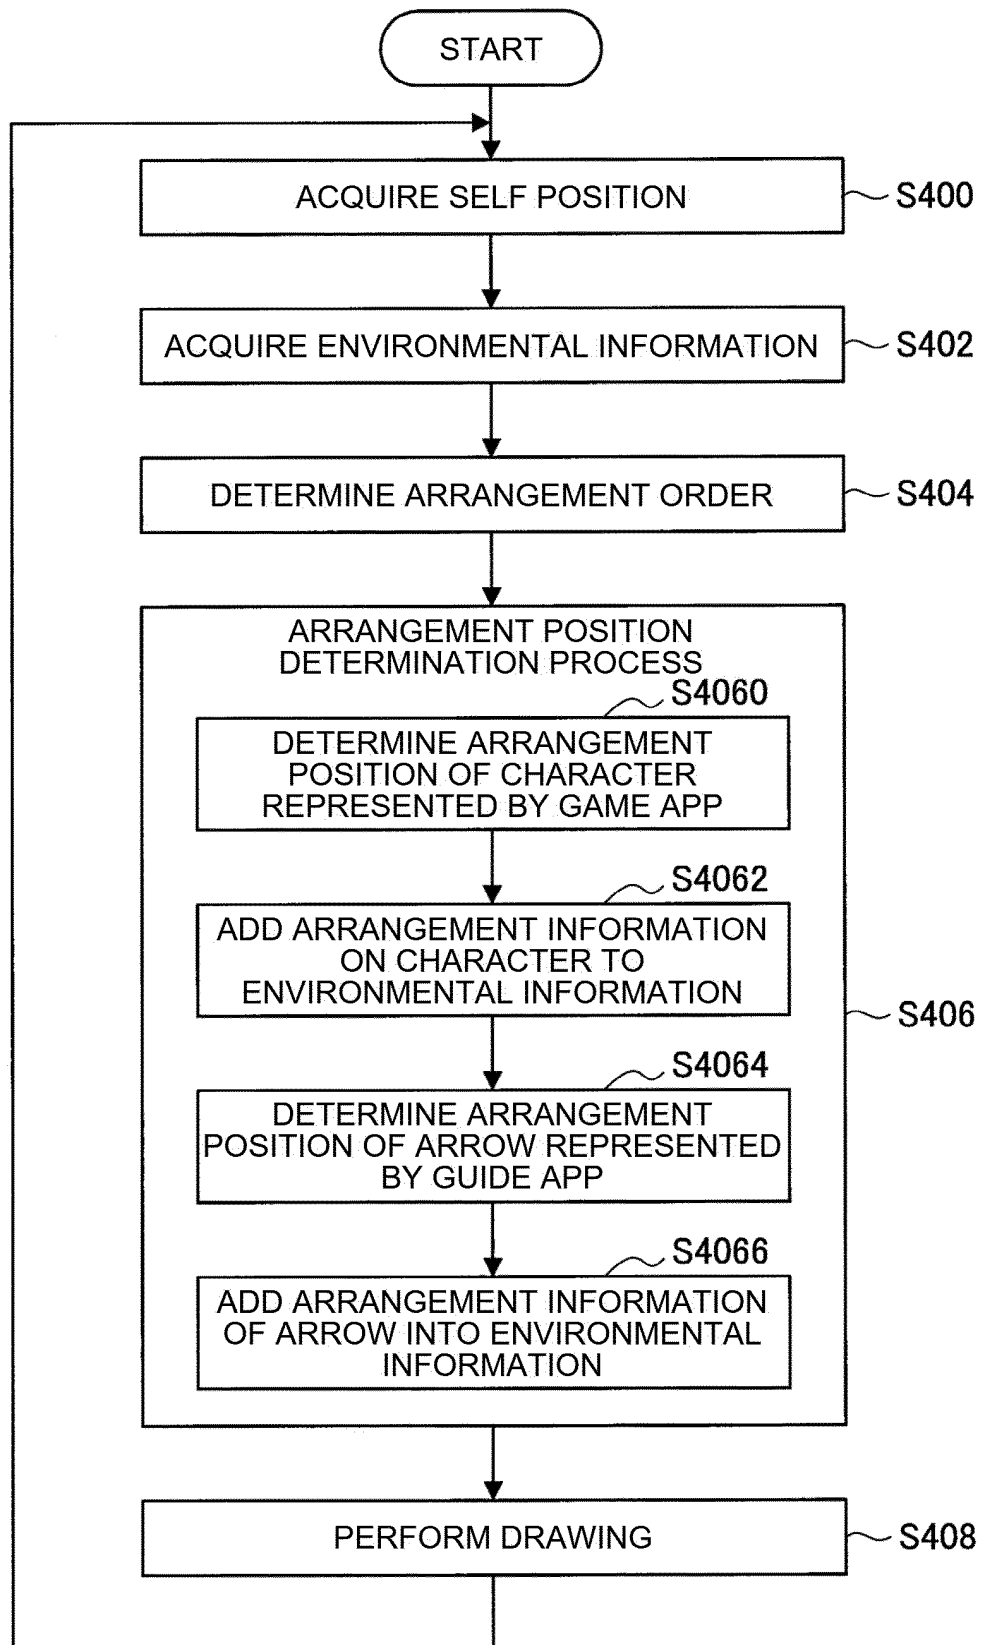 START
ACQUIRE SELF POSITION
S400
ACQUIRE ENVIRONMENTAL INFORMATION
S402
DETERMINE ARRANGEMENT ORDER
S404
ARRANGEMENT POSITION
DETERMINATION PROCESS
S4060
DETERMINE ARRANGEMENT
POSITION OF CHARACTER
REPRESENTED BY GAME APP
S4062
ADD ARRANGEMENT INFORMATION
ON CHARACTER TO
ENVIRONMENTAL INFORMATION
S406
S4064
DETERMINE ARRANGEMENT
POSITION OF ARROW REPRESENTED
BY GUIDE APP
S4066
ADD ARRANGEMENT INFORMATION
OF ARROW INTO ENVIRONMENTAL
INFORMATION
PERFORM DRAWING
S408